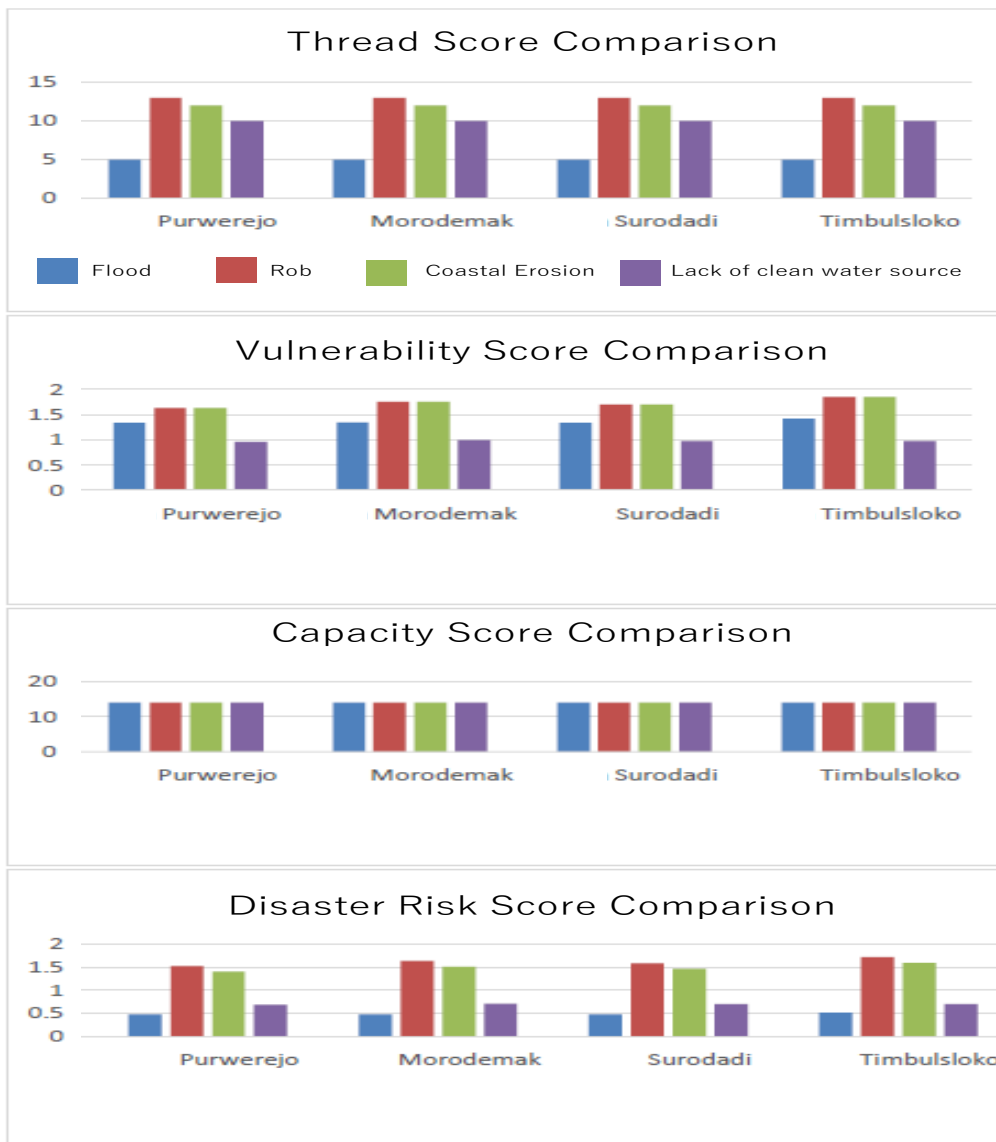 Thread Score Comparison
15
10
5
0
Purwerejo Morodemak Surodadi Timbulsloko
Flood Rob Coastal Erosion Lack of clean water source
Vulnerability Score Comparison
2
1.5
1
0.5
0
Purwerejo Morodemak Surodadi Timbulsloko
Capacity Score Comparison
20
10
0
Purwerejo Morodemak Surodadi Timbulsloko
Disaster Risk Score Comparison
2
1.5
1
0.5
0
Purwerejo Morodemak Surodadi Timbulsloko